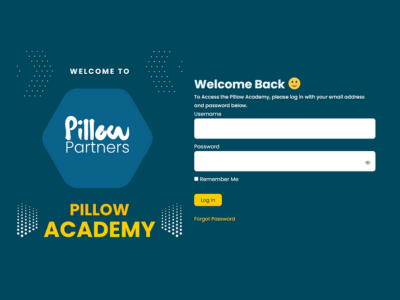 WELCOME TO
Pillow
Partners
PILLOW
ACADEMY
Welcome Back
To Access the Pillow Academy, please log in with your email address
and password below.
Username
Password
Remember Me
Log In
Forgot Password